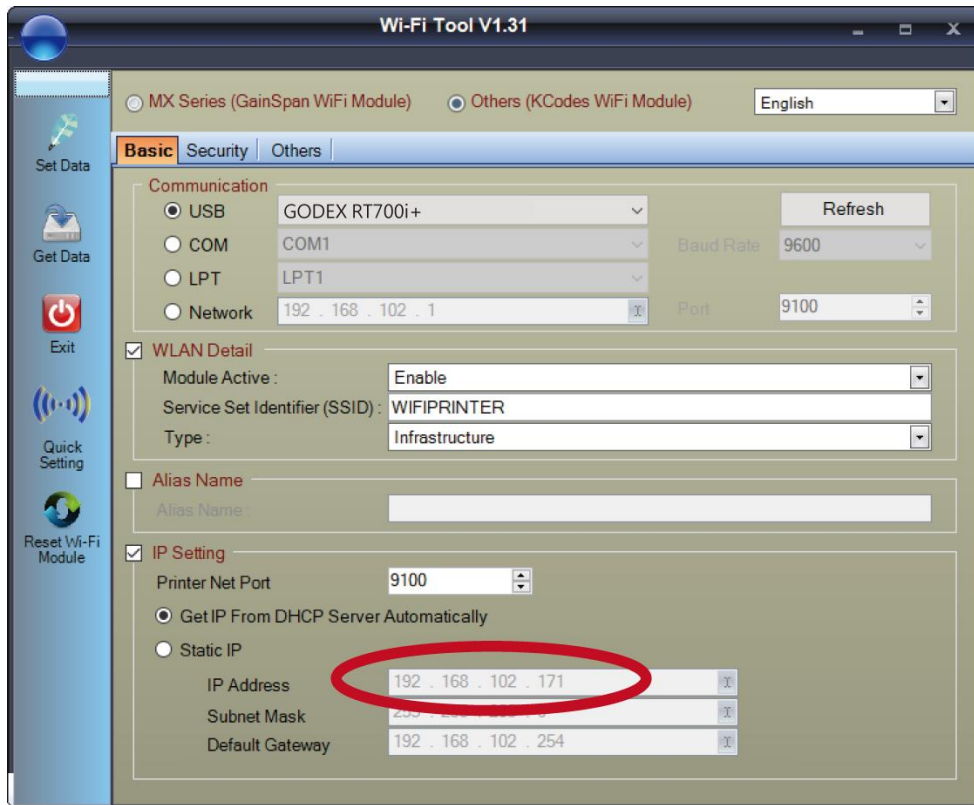 Wi-Fi Tool V1.31
MX Series (GainSpan WiFi Module) Others (KCodes WiFi Module) English
Set Data
Get Data
Exit
Quick Setting
Reset Wi-Fi Module
Basic Security Others
Communication
USB GODEX RT700i+ Refresh
COM COM1 Baud Rate 9600
LPT LPT1
Network 192 . 168 . 102 . 1 Port 9100
WLAN Detail
Module Active : Enable
Service Set Identifier (SSID) : WIFIPRINTER
Type : Infrastructure
Alias Name
Alias Name :
IP Setting
Printer Net Port 9100
Get IP From DHCP Server Automatically
Static IP
IP Address 192 . 168 . 102 . 171
Subnet Mask
Default Gateway 192 . 168 . 102 . 254